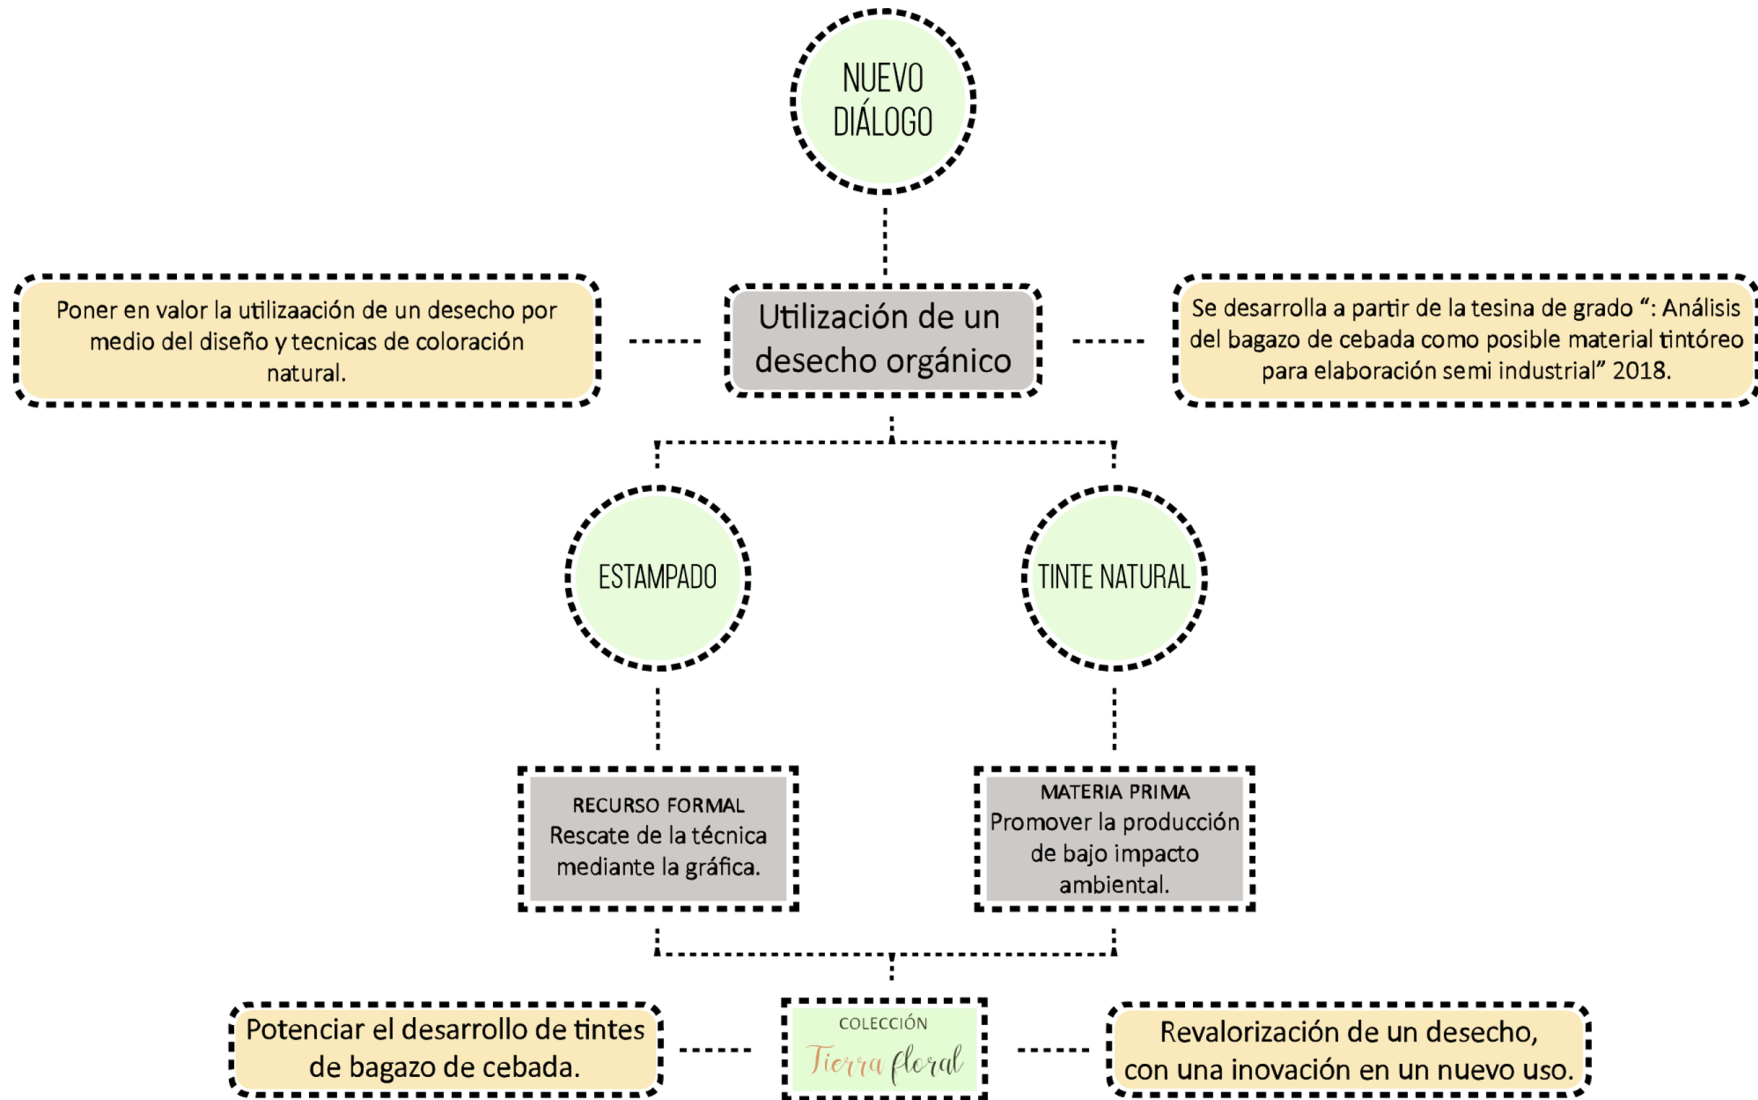 NUEVO
DIÁLOGO
Poner en valor la utilizaación de un desecho por
medio del diseño y tecnicas de coloración
natural.
Utilización de un
desecho orgánico
Se desarrolla a partir de la tesina de grado “: Análisis
del bagazo de cebada como posible material tintóreo
para elaboración semi industrial” 2018.
ESTAMPADO
TINTE NATURAL
RECURSO FORMAL
Rescate de la técnica
mediante la gráfica.
MATERIA PRIMA
Promover la producción
de bajo impacto
ambiental.
Potenciar el desarrollo de tintes
de bagazo de cebada.
COLECCIÓN
Tierra floral
Revalorización de un desecho,
con una inovación en un nuevo uso.